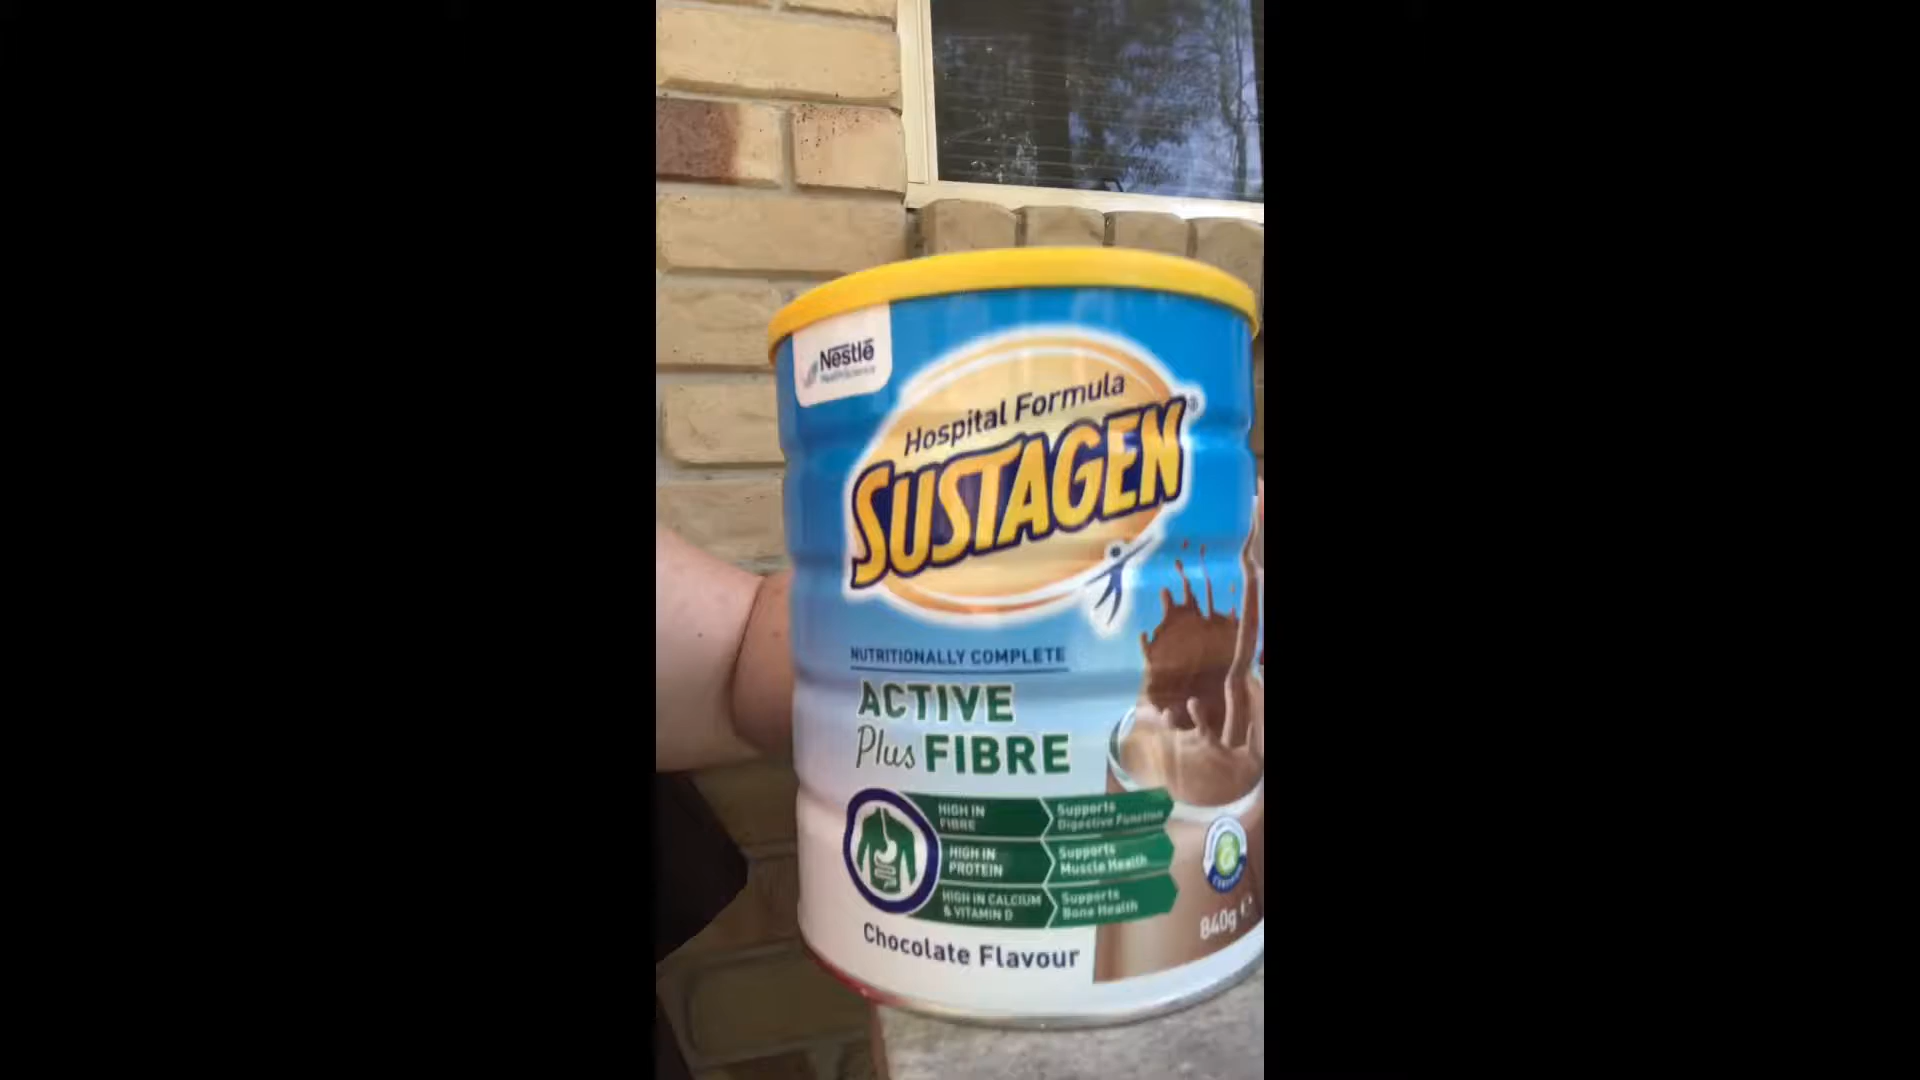 Nestlé
HealthScience
Hospital Formula
SUSTAGEN®
NUTRITIONALLY COMPLETE
ACTIVE
Plus FIBRE
HIGH IN
FIBRE
Supports
Digestive Function
HIGH IN
PROTEIN
Supports
Muscle Health
HIGH IN CALCIUM
& VITAMIN D
Supports
Bone Health
Chocolate Flavour
840g e